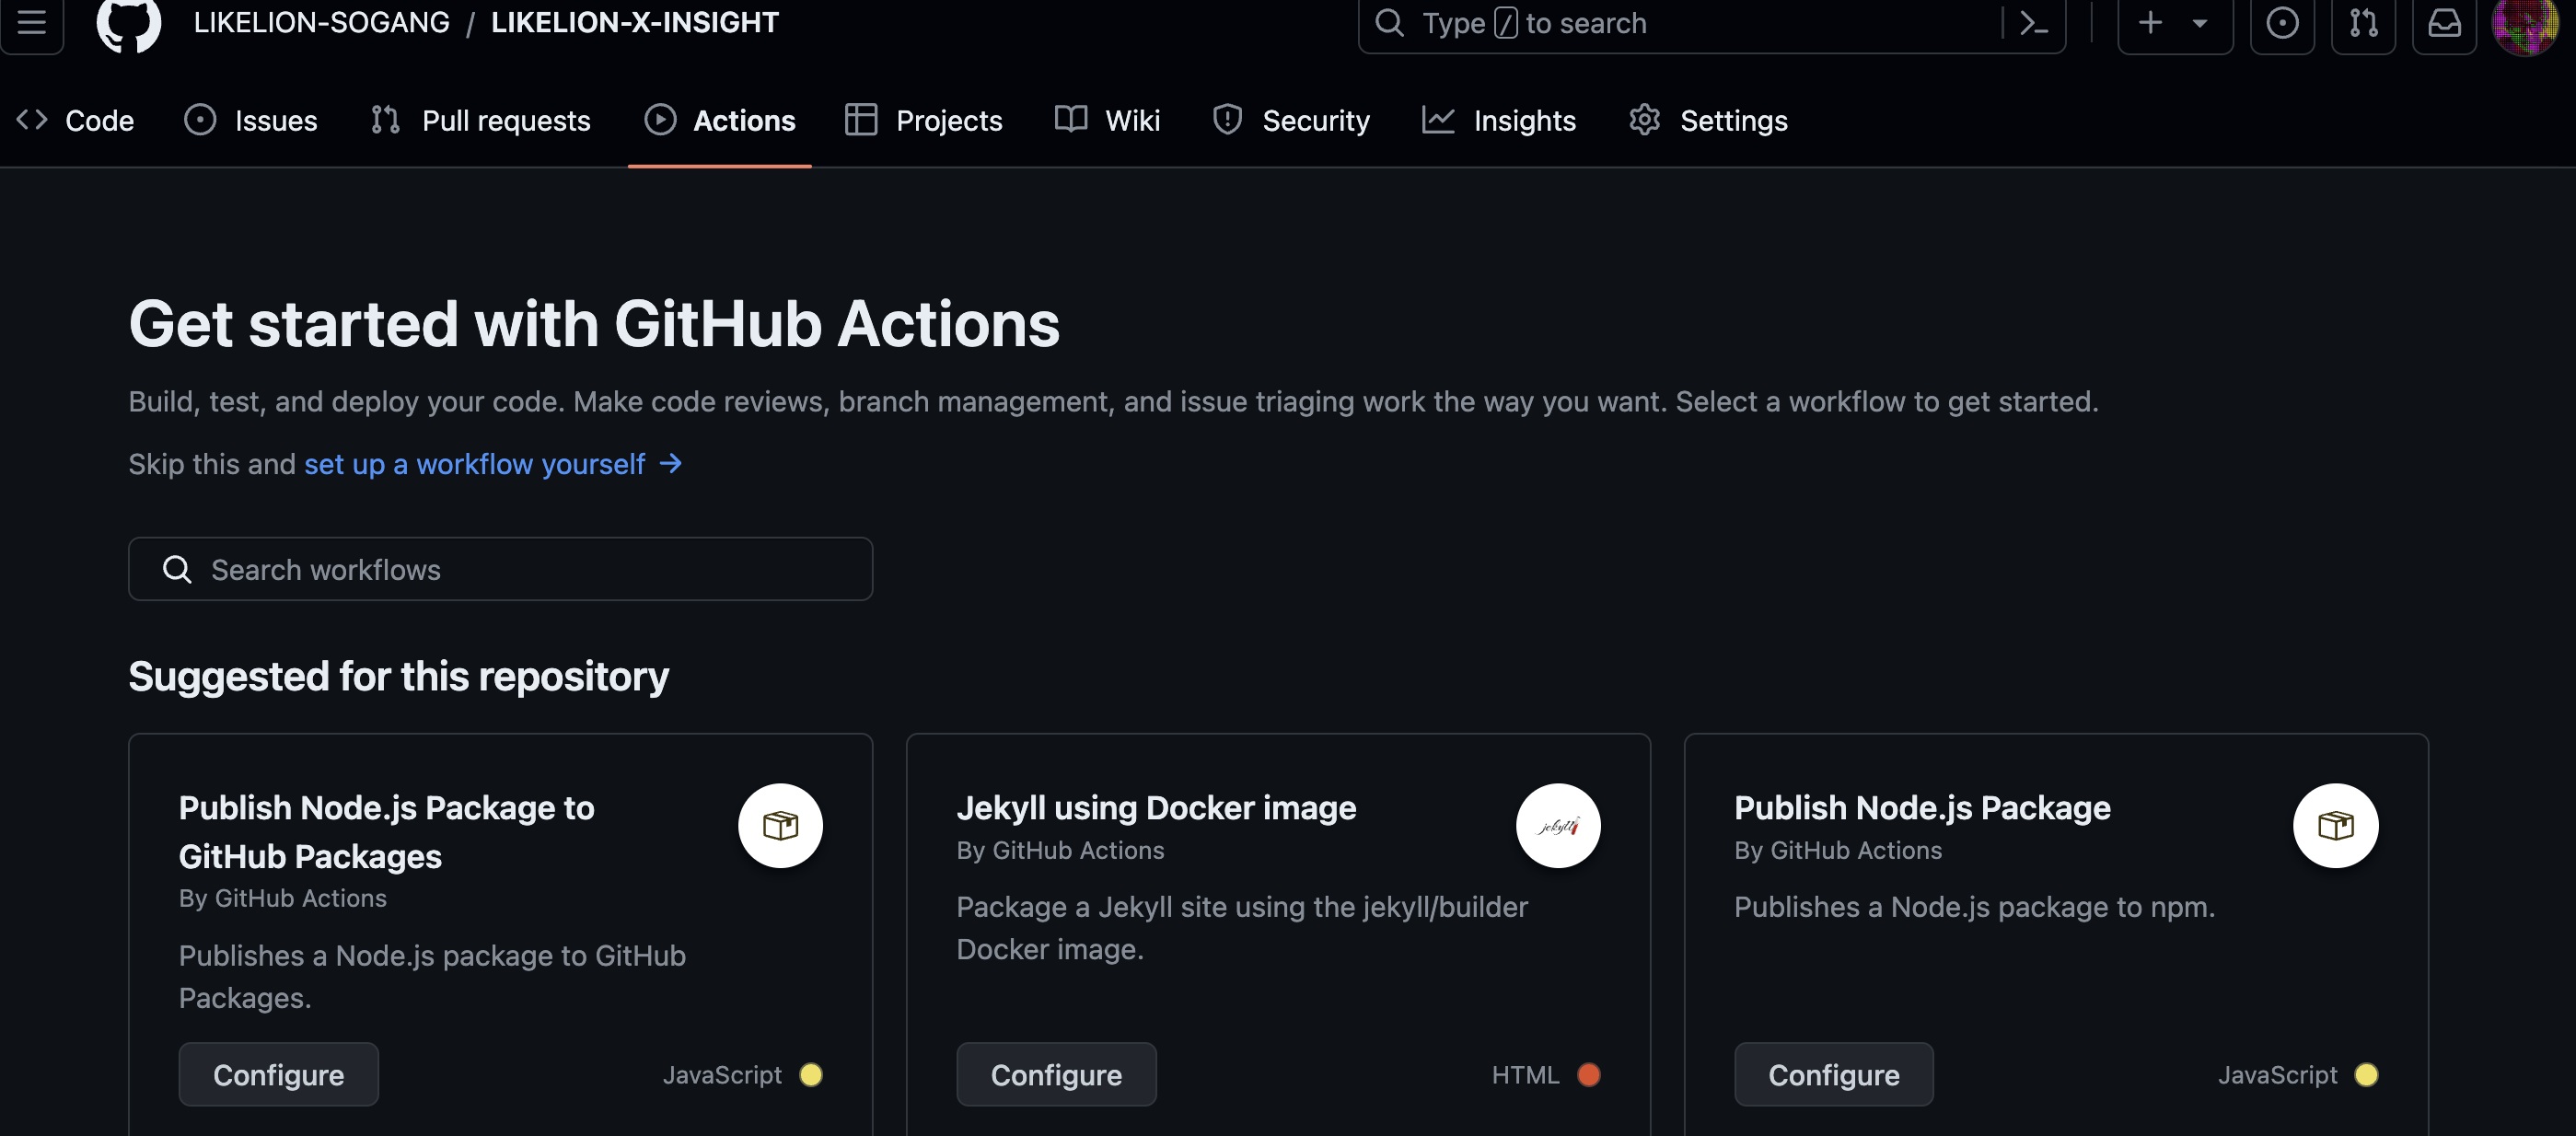 LIKELION-SOGANG / LIKELION-X-INSIGHT
Type / to search
Code Issues Pull requests Actions Projects Wiki Security Insights Settings
Get started with GitHub Actions
Build, test, and deploy your code. Make code reviews, branch management, and issue triaging work the way you want. Select a workflow to get started.
Skip this and set up a workflow yourself →
Search workflows
Suggested for this repository
Publish Node.js Package to
GitHub Packages
By GitHub Actions
Publishes a Node.js package to GitHub
Packages.
Configure
JavaScript
Jekyll using Docker image
By GitHub Actions
jekyll
Package a Jekyll site using the jekyll/builder
Docker image.
Configure
HTML
Publish Node.js Package
By GitHub Actions
Publishes a Node.js package to npm.
Configure
JavaScript